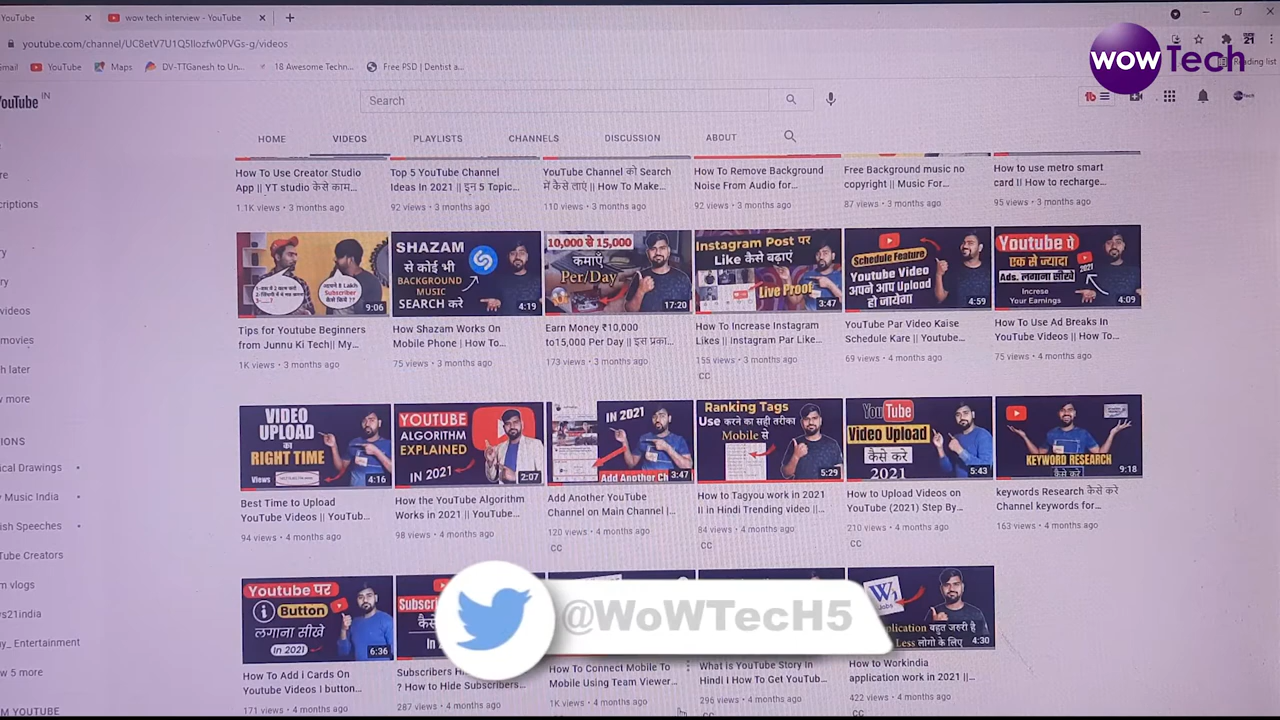 YouTube
wow tech interview - YouTube
youtube.com/channel/UC8etV7U1Q5IIozfw0PVGs-g/videos
wowTech
YouTube
Maps
DV-TTGanesh to Un...
18 Awesome Techn...
Free PSD | Dentist a...
Reading list
YouTube IN
Search
HOME
VIDEOS
PLAYLISTS
CHANNELS
DISCUSSION
ABOUT
How To Use Creator Studio
App || YT studio कैसे काम...
1.1K views • 3 months ago
Top 5 YouTube Channel
Ideas In 2021 || इन 5 Topic...
92 views • 3 months ago
YouTube Channel को Search
में कैसे लाएं || How To Make...
110 views • 3 months ago
How To Remove Background
Noise From Audio for...
92 views • 3 months ago
Free Background music no
copyright || Music For...
87 views • 3 months ago
How to use metro smart
card II How to recharge...
95 views • 3 months ago
9:06
SHAZAM
से कोई भी
BACKGROUND
MUSIC
SEARCH करे
4:19
10,000 से 15,000
कमाएँ
Per/Day
17:20
Instagram Post पर
Like कैसे बढ़ाएं
Live Proof
3:47
Schedule Feature
Youtube Video
अपने आप Upload
हो जायेगा
4:59
Youtube पे
एक से ज्यादा
Ads. लगाना सीखे
2021
Increse
Your Earnings
4:09
Tips for Youtube Beginners
from Junnu Ki Tech|| My...
1K views • 3 months ago
How Shazam Works On
Mobile Phone | How To...
75 views • 3 months ago
Earn Money ₹10,000
to15,000 Per Day || इस प्रका...
173 views • 3 months ago
How To Increase Instagram
Likes || Instagram Par Like...
155 views • 3 months ago
CC
YouTube Par Video Kaise
Schedule Kare || Youtube...
69 views • 4 months ago
How To Use Ad Breaks In
YouTube Videos || How To...
75 views • 4 months ago
VIDEO
UPLOAD
का
RIGHT TIME
Views
4:16
YOUTUBE
ALGORITHM
EXPLAINED
IN 2021
2:07
IN 2021
Add Another Ch
3:47
Ranking Tags
Use करने का सही तरीका
Mobile से
5:29
YouTube
Video Upload
कैसे करे
2021
5:43
KEYWORD RESEARCH
कैसे करे
9:18
Best Time to Upload
YouTube Videos || YouTub...
94 views • 4 months ago
How the YouTube Algorithm
Works in 2021 || YouTube...
98 views • 4 months ago
Add Another YouTube
Channel on Main Channel |...
120 views • 4 months ago
CC
How to Tagyou work in 2021
II in Hindi Trending video ||...
84 views • 4 months ago
CC
How to Upload Videos on
YouTube (2021) Step By...
210 views • 4 months ago
CC
keywords Research कैसे करे
Channel keywords for...
163 views • 4 months ago
Youtube पर
i Button
लगाना सीखे
In 2021
6:36
@WoWTecH5
Jobs
4:30
How To Add i Cards On
Youtube Videos I button...
171 views • 4 months ago
? How to Hide Subscribers...
287 views • 4 months ago
How To Connect Mobile To
Mobile Using Team Viewer...
1K views • 4 months ago
What is YouTube Story in
Hindi I How To Get YouTub...
296 views • 4 months ago
CC
How to Workindia
application work in 2021 ||...
422 views • 4 months ago
CC